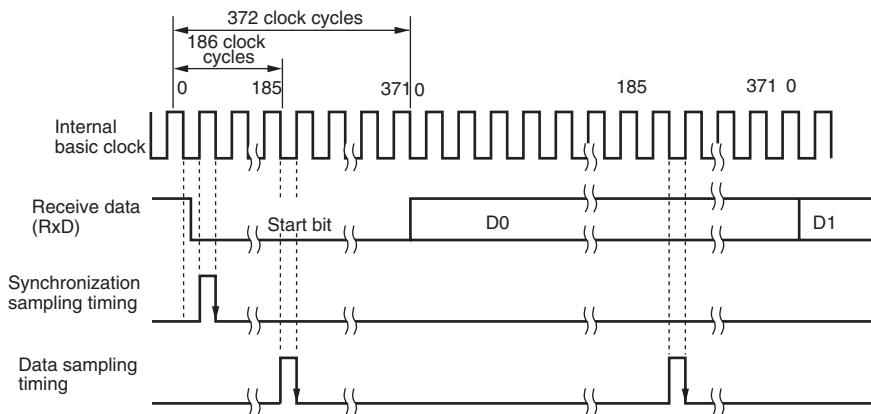 372 clock cycles
186 clock
cycles
0 185 371 0 185 371 0
Internal
basic clock
Receive data
(RxD)
Start bit D0 D1
Synchronization
sampling timing
Data sampling
timing